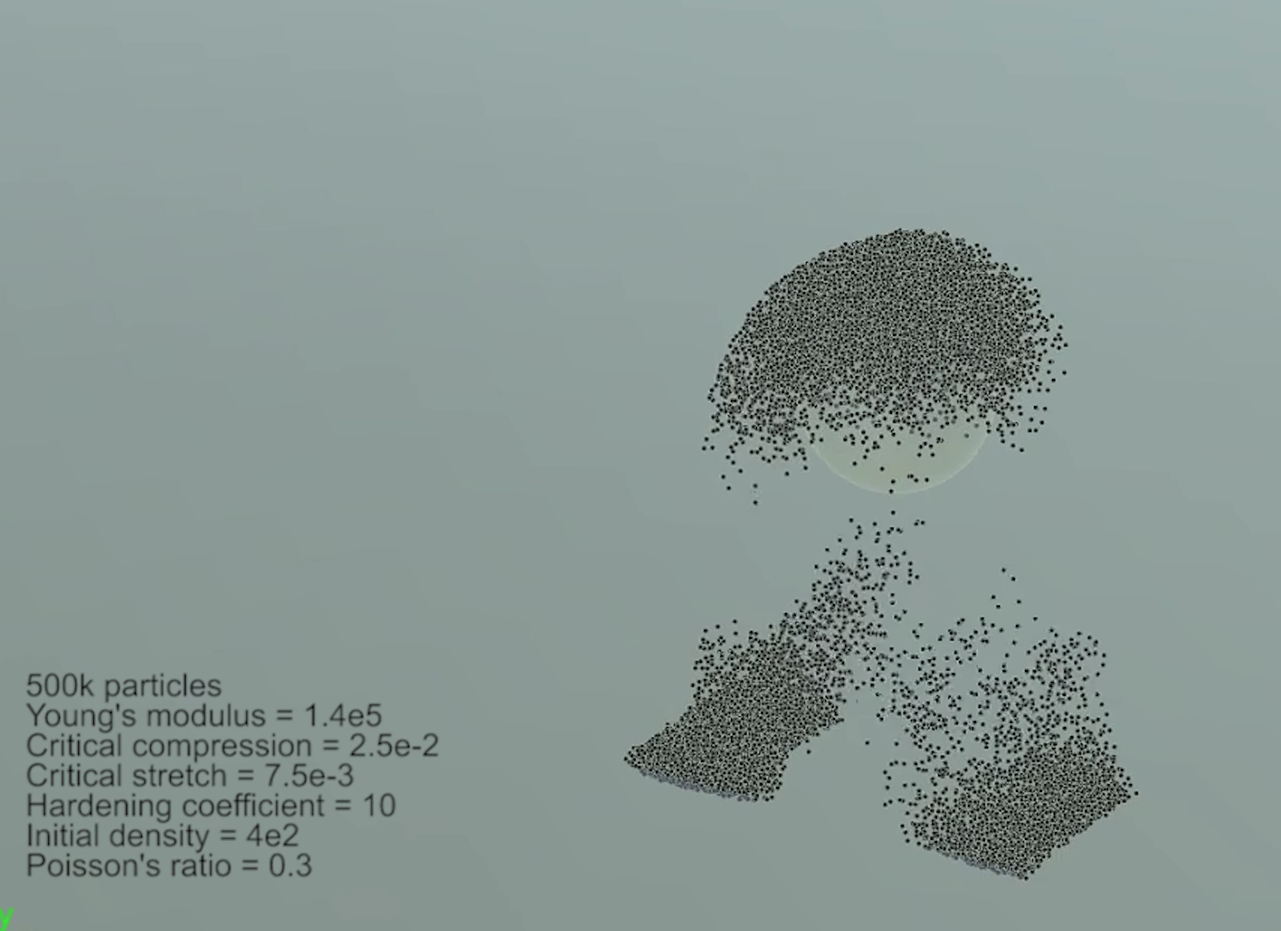 500k particles
Young's modulus = 1.4e5
Critical compression = 2.5e-2
Critical stretch = 7.5e-3
Hardening coefficient = 10
Initial density = 4e2
Poisson's ratio = 0.3
y